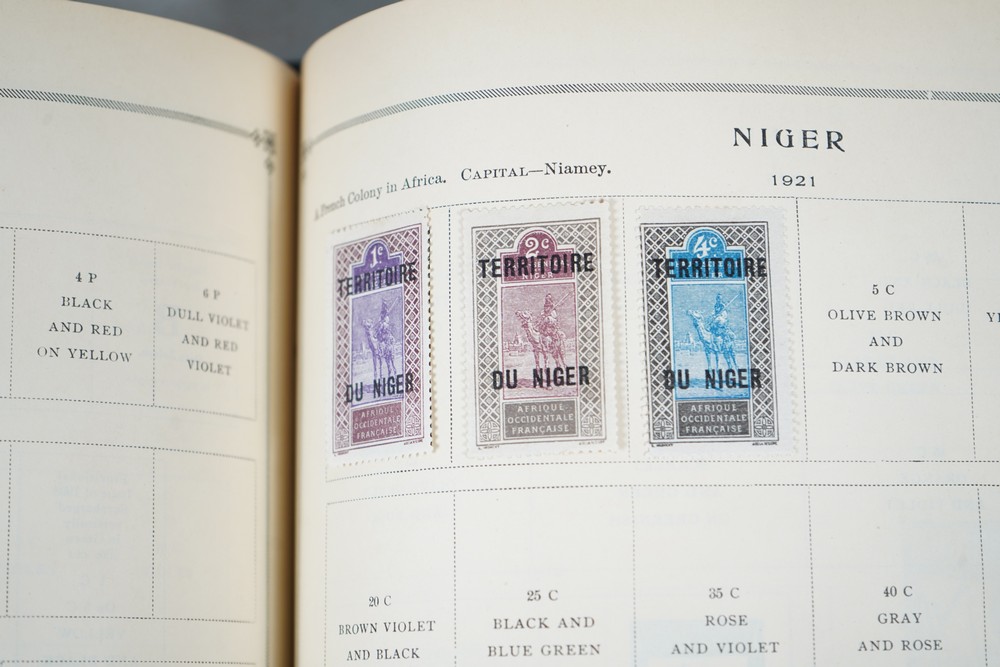 4 P
BLACK
AND RED
ON YELLOW
6 P
DULL VIOLET
AND RED
VIOLET
NIGER
A French Colony in Africa. CAPITAL—Niamey.
1921
1c
TERRITOIRE
DU NIGER
AFRIQUE
OCCIDENTALE
FRANÇAISE
2c
TERRITOIRE
NIGER
DU NIGER
AFRIQUE
OCCIDENTALE
FRANÇAISE
4c
TERRITOIRE
DU NIGER
AFRIQUE
OCCIDENTALE
FRANÇAISE
5 C
OLIVE BROWN
AND
DARK BROWN
20 C
BROWN VIOLET
AND BLACK
25 C
BLACK AND
BLUE GREEN
35 C
ROSE
AND VIOLET
40 C
GRAY
AND ROSE